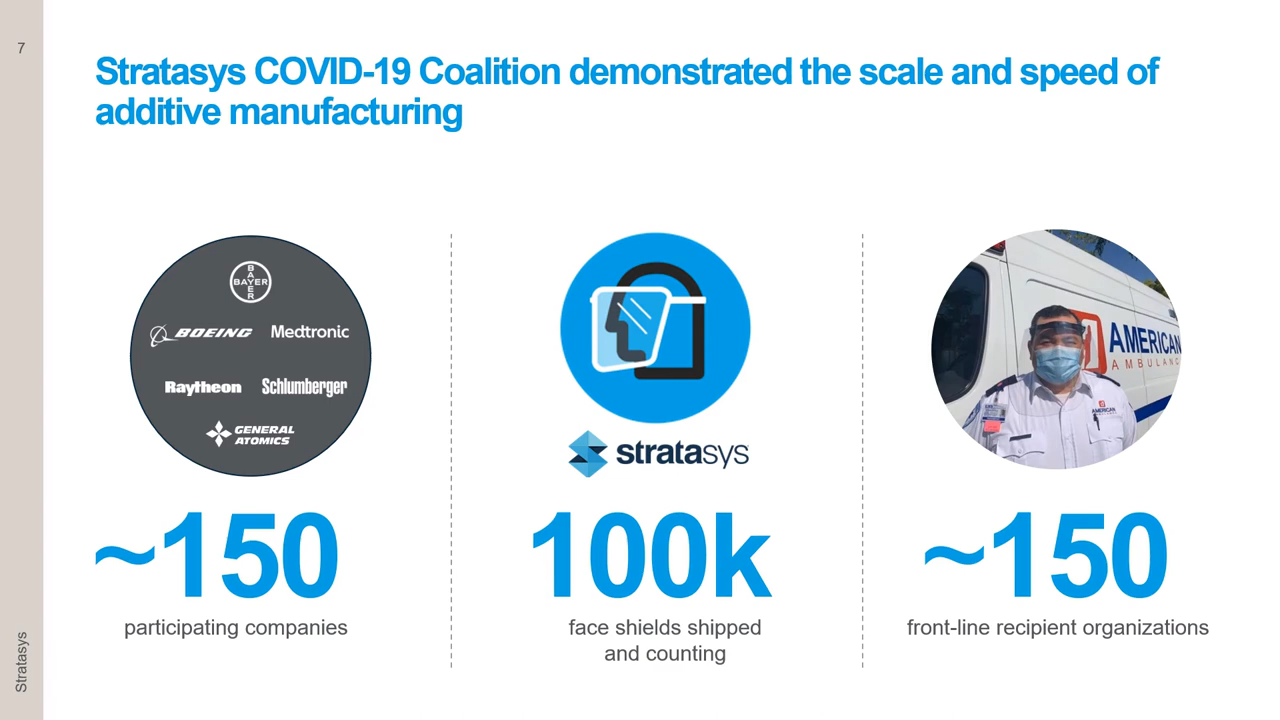 7
Stratasys COVID-19 Coalition demonstrated the scale and speed of
additive manufacturing
BAYER
BAYER
BOEING
Medtronic
Raytheon
Schlumberger
GENERAL
ATOMICS
stratasys
AMERICAN
AMBULANC
AMERICAN
~150
participating companies
100k
face shields shipped
and counting
~150
front-line recipient organizations
Stratasys